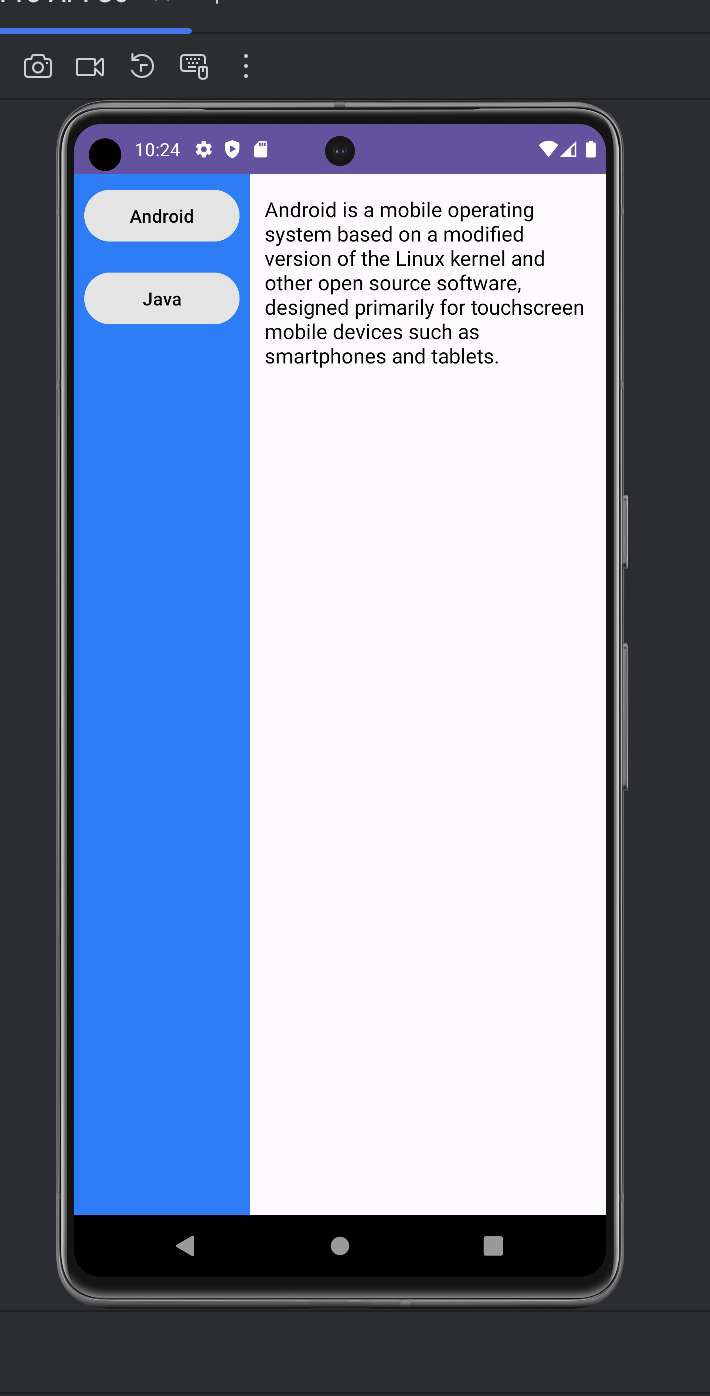 10:24
Android
Java
Android is a mobile operating
system based on a modified
version of the Linux kernel and
other open source software,
designed primarily for touchscreen
mobile devices such as
smartphones and tablets.